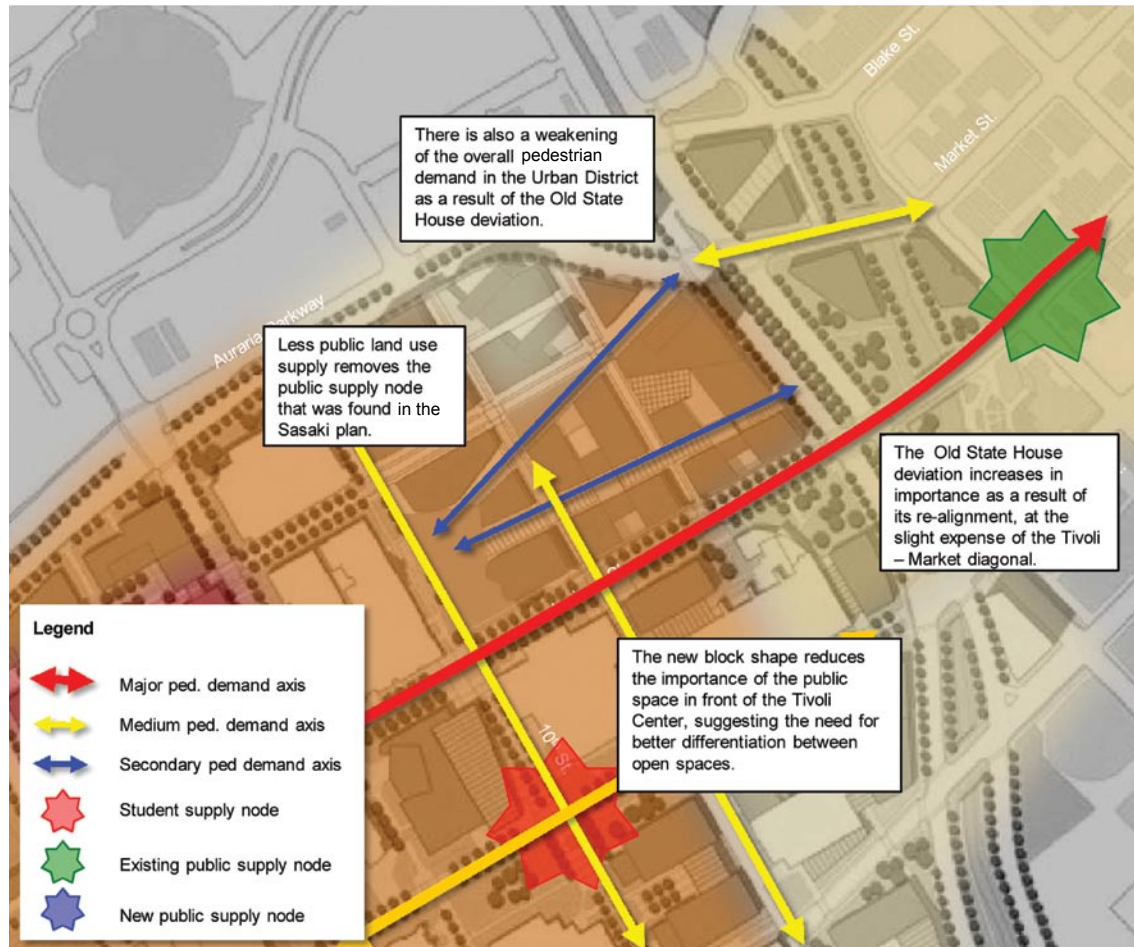 Blake St.
Market St.
There is also a weakening
of the overall pedestrian
demand in the Urban District
as a result of the Old State
House deviation.
Auraria Parkway
Less public land use
supply removes the
public supply node
that was found in the
Sasaki plan.
The Old State House
deviation increases in
importance as a result of
its re-alignment, at the
slight expense of the Tivoli
– Market diagonal.
The new block shape reduces
the importance of the public
space in front of the Tivoli
Center, suggesting the need for
better differentiation between
open spaces.
10th St.
Legend
Major ped. demand axis
Medium ped. demand axis
Secondary ped demand axis
Student supply node
Existing public supply node
New public supply node